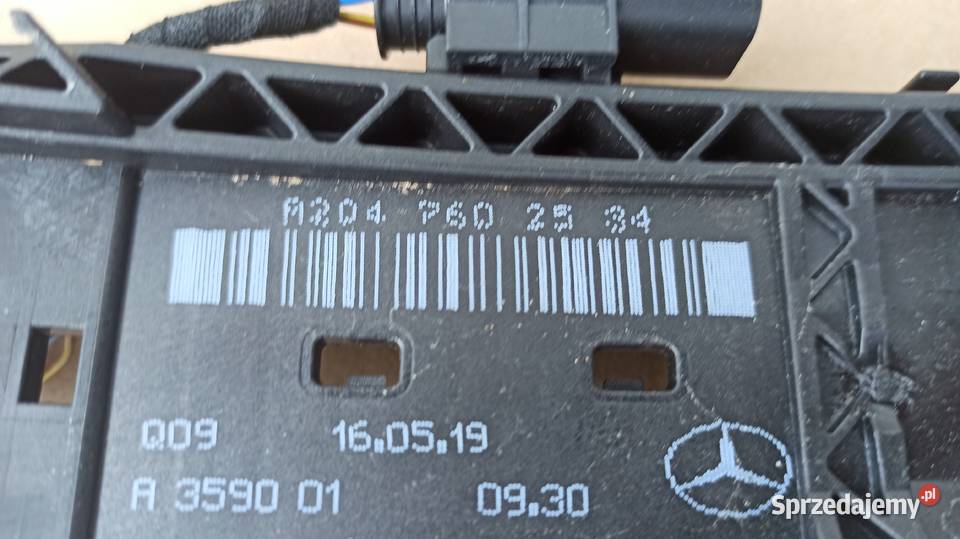 A204 760 25 34
Q09 16.05.19
A 3590 01 09.30
Sprzedajemy.pl